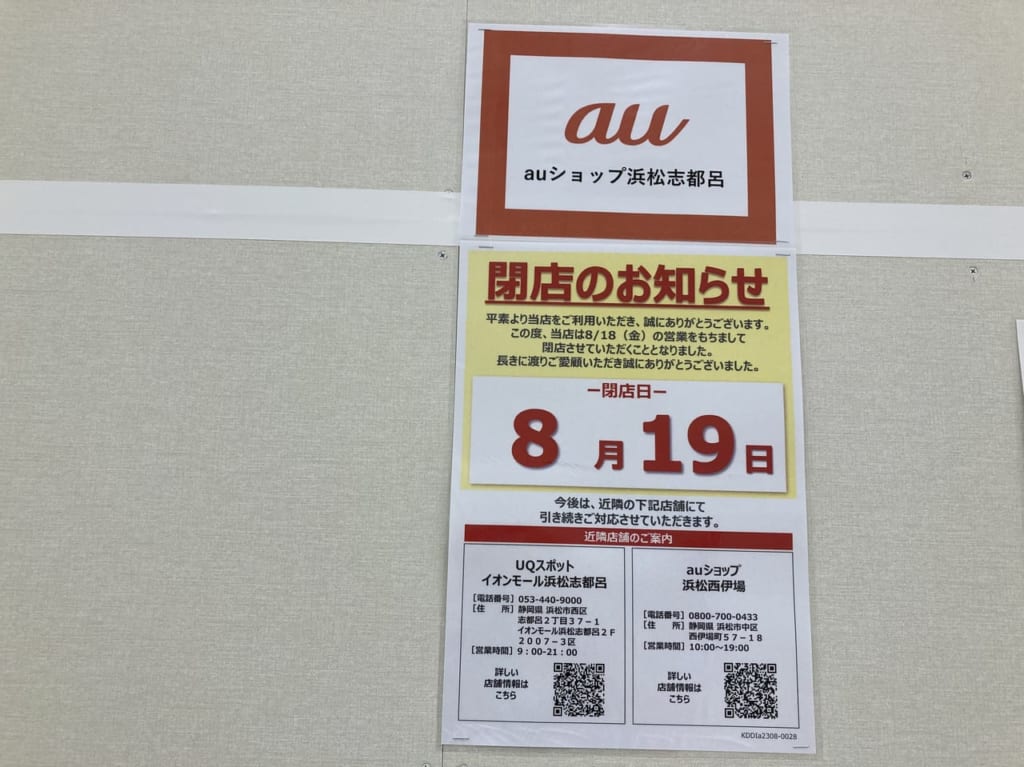 au
auショップ浜松志都呂
閉店のお知らせ
平素より当店をご利用いただき、誠にありがとうございます。
この度、当店は8/18（金）の営業をもちまして
閉店させていただくこととなりました。
長きに渡りご愛顧いただき誠にありがとうございました。
ー閉店日ー
8月19日
今後は、近隣の下記店舗にて
引き続きご対応させていただきます。
近隣店舗のご案内
UQスポット
イオンモール浜松志都呂
［電話番号］053-440-9000
［住　所］静岡県 浜松市西区
志都呂２丁目３７－１
イオンモール浜松志都呂２Ｆ
２００７－３区
［営業時間］9：00-21：00
詳しい
店舗情報は
こちら
auショップ
浜松西伊場
［電話番号］0800-700-0433
［住　所］静岡県 浜松市中区
西伊場町５７－１８
［営業時間］10:00～19:00
詳しい
店舗情報は
こちら
KDDIa2308-0028